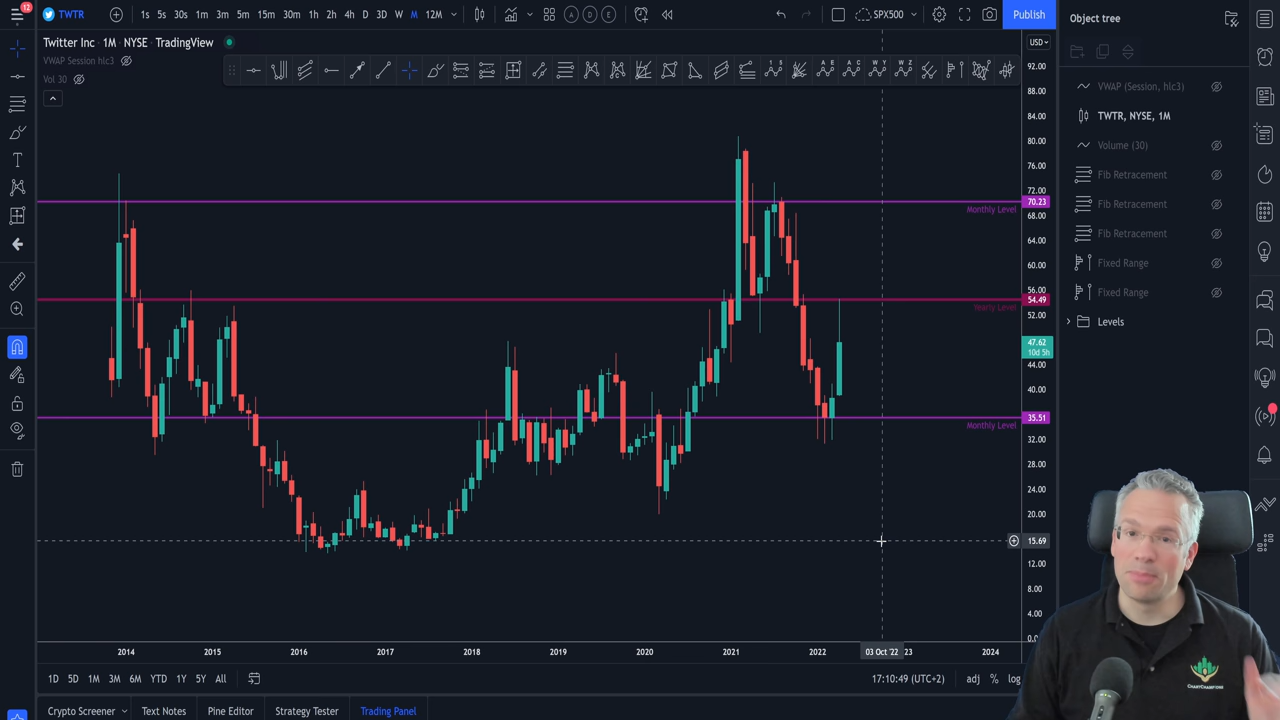 12
TWTR
1s 5s 30s 1m 3m 5m 15m 30m 1h 2h 4h D 3D W M 12M
A D E
SPX500
Publish
Object tree
Twitter Inc · 1M · NYSE · TradingView
USD
VWAP Session hlc3
Vol 30
VWAP (Session, hlc3)
TWTR, NYSE, 1M
Volume (30)
Fib Retracement
Fib Retracement
Fib Retracement
Fixed Range
Fixed Range
Levels
92.00
88.00
84.00
80.00
76.00
72.00
70.23
Monthly Level
68.00
64.00
60.00
56.00
54.49
Yearly Level
52.00
47.62
10d 5h
44.00
40.00
35.51
Monthly Level
32.00
28.00
24.00
20.00
15.69
12.00
8.00
4.00
0.0
2014 2015 2016 2017 2018 2019 2020 2021 2022 03 Oct '22 23 2024
1D 5D 1M 3M 6M YTD 1Y 5Y All
17:10:49 (UTC+2) adj % log
Crypto Screener Text Notes Pine Editor Strategy Tester Trading Panel
CHARTCHAMPIONS